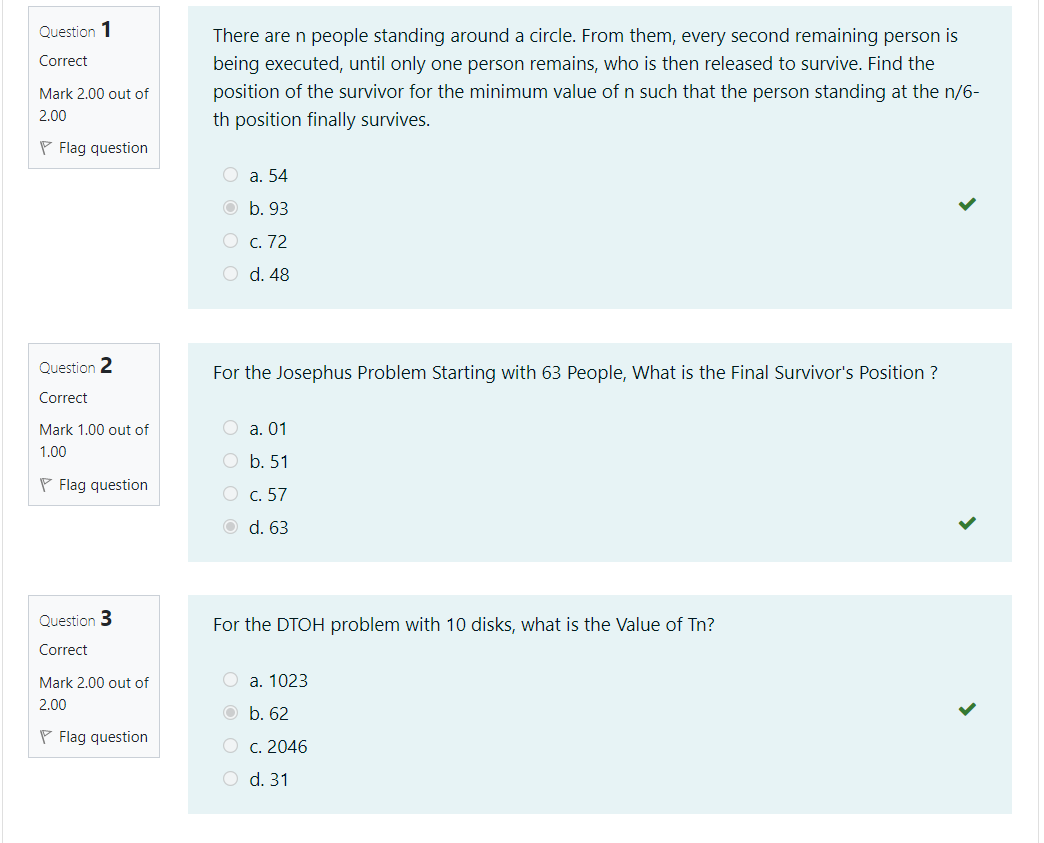 Question 1
Correct
Mark 2.00 out of
2.00
Flag question
There are n people standing around a circle. From them, every second remaining person is
being executed, until only one person remains, who is then released to survive. Find the
position of the survivor for the minimum value of n such that the person standing at the n/6-
th position finally survives.
a. 54
b. 93
c. 72
d. 48
Question 2
Correct
Mark 1.00 out of
1.00
Flag question
For the Josephus Problem Starting with 63 People, What is the Final Survivor's Position ?
a. 01
b. 51
c. 57
d. 63
Question 3
Correct
Mark 2.00 out of
2.00
Flag question
For the DTOH problem with 10 disks, what is the Value of Tn?
a. 1023
b. 62
c. 2046
d. 31